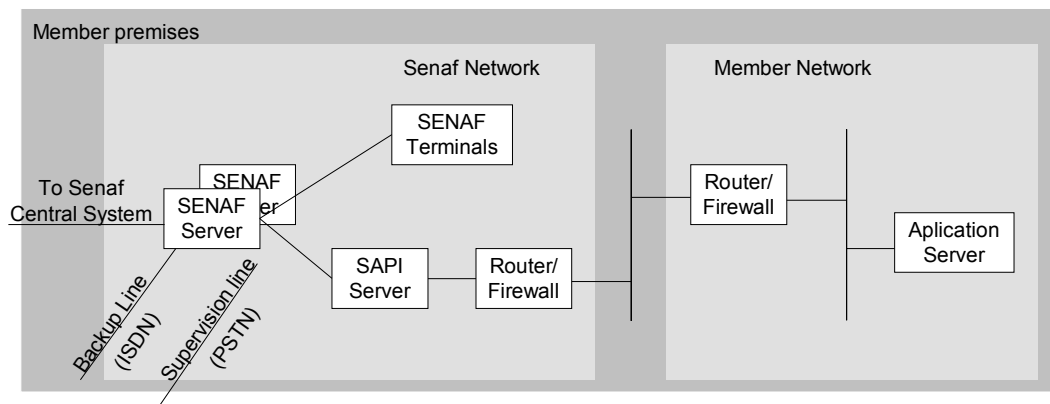 Member premises
Senaf Network
Member Network
SENAF
Terminals
To Senaf
Central System
SENAF
SENAF
Server
Router/
Firewall
Aplication
Server
SAPI
Server
Router/
Firewall
Backup Line
(ISDN)
Supervision line
(PSTN)